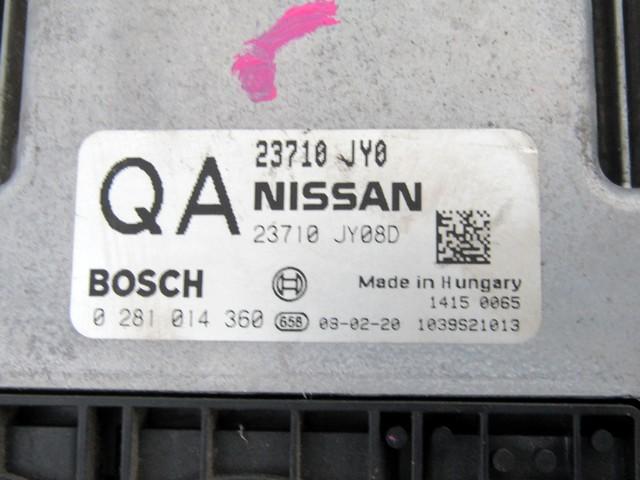 23710 JY0
QA NISSAN
23710 JY08D
BOSCH Made in Hungary
1415 0065
0 281 014 360 658 09-02-20 1039S21013